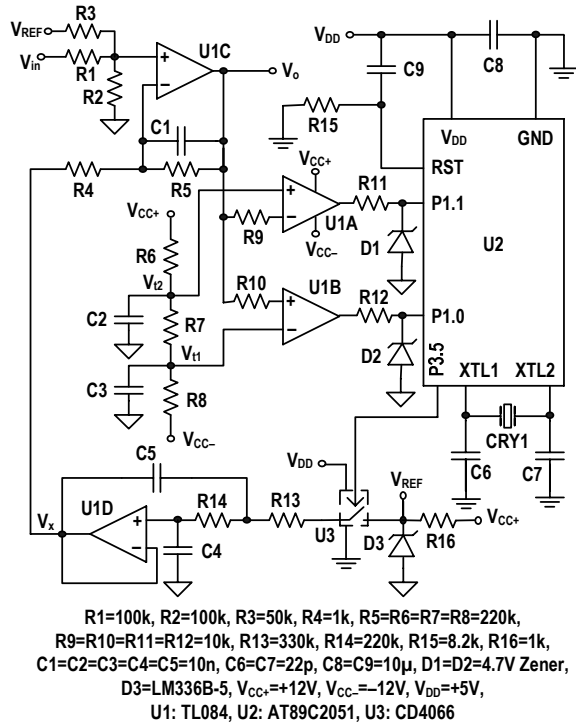 R3
VREF
Vin
R1
R2
U1C
Vo
C1
R4
R5
VDD
C9
C8
R15
VDD
GND
RST
VCC+
R11
P1.1
U1A
R9
VCC–
D1
U2
VCC+
R6
Vt2
C2
R7
R10
U1B
R12
P1.0
Vt1
D2
P3.5
C3
R8
XTL1
XTL2
VCC–
CRY1
C6
C7
C5
VDD
VREF
U1D
R14
R13
Vx
U3
D3
R16
VCC+
C4
R1=100k, R2=100k, R3=50k, R4=1k, R5=R6=R7=R8=220k,
R9=R10=R11=R12=10k, R13=330k, R14=220k, R15=8.2k, R16=1k,
C1=C2=C3=C4=C5=10n, C6=C7=22p, C8=C9=10µ, D1=D2=4.7V Zener,
D3=LM336B-5, VCC+=+12V, VCC–=–12V, VDD=+5V,
U1: TL084, U2: AT89C2051, U3: CD4066